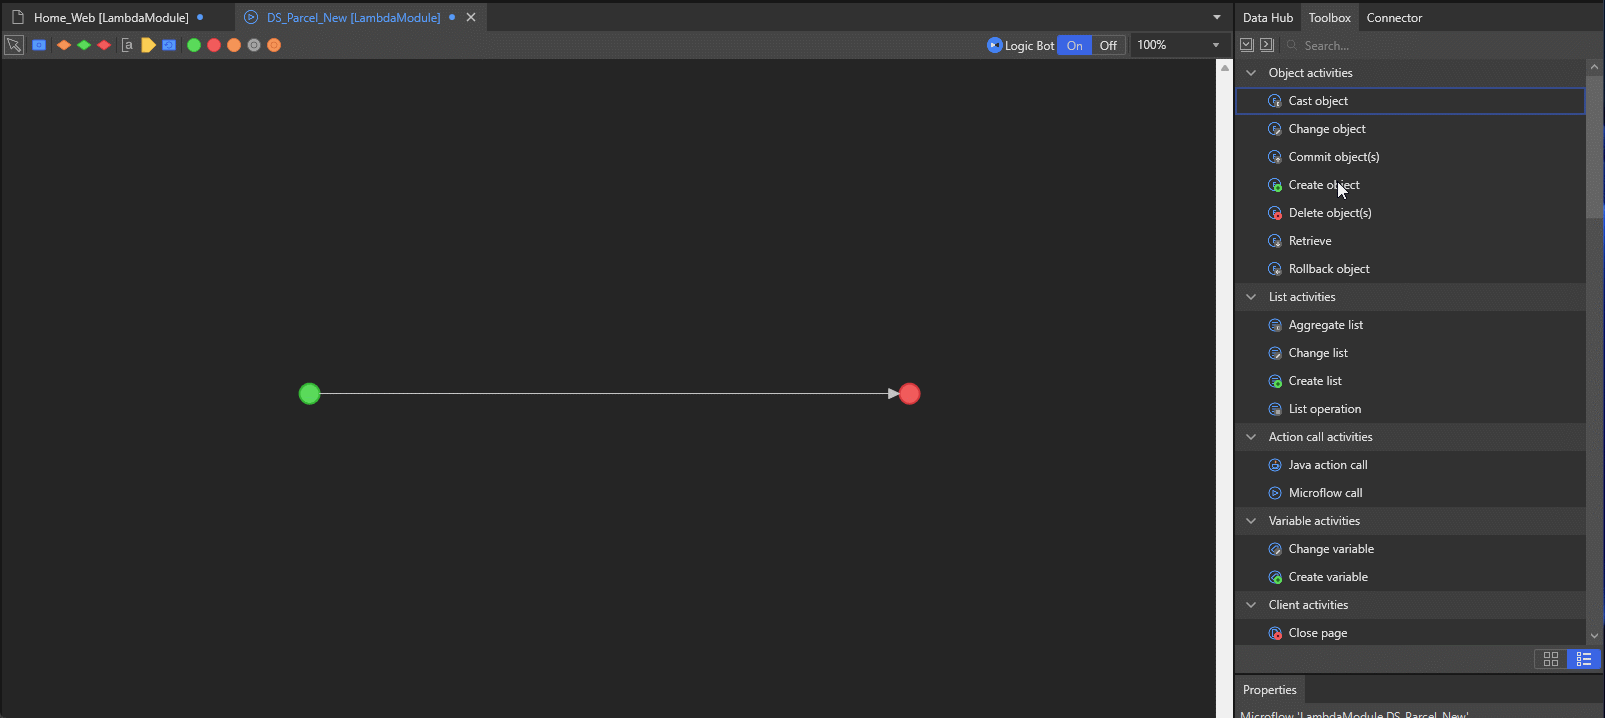 Home_Web [LambdaModule]
DS_Parcel_New [LambdaModule]
Logic Bot On Off 100%
Data Hub Toolbox Connector
Search...
Object activities
Cast object
Change object
Commit object(s)
Create object
Delete object(s)
Retrieve
Rollback object
List activities
Aggregate list
Change list
Create list
List operation
Action call activities
Java action call
Microflow call
Variable activities
Change variable
Create variable
Client activities
Close page
Properties
Microflow 'LambdaModule.DS_Parcel_New'